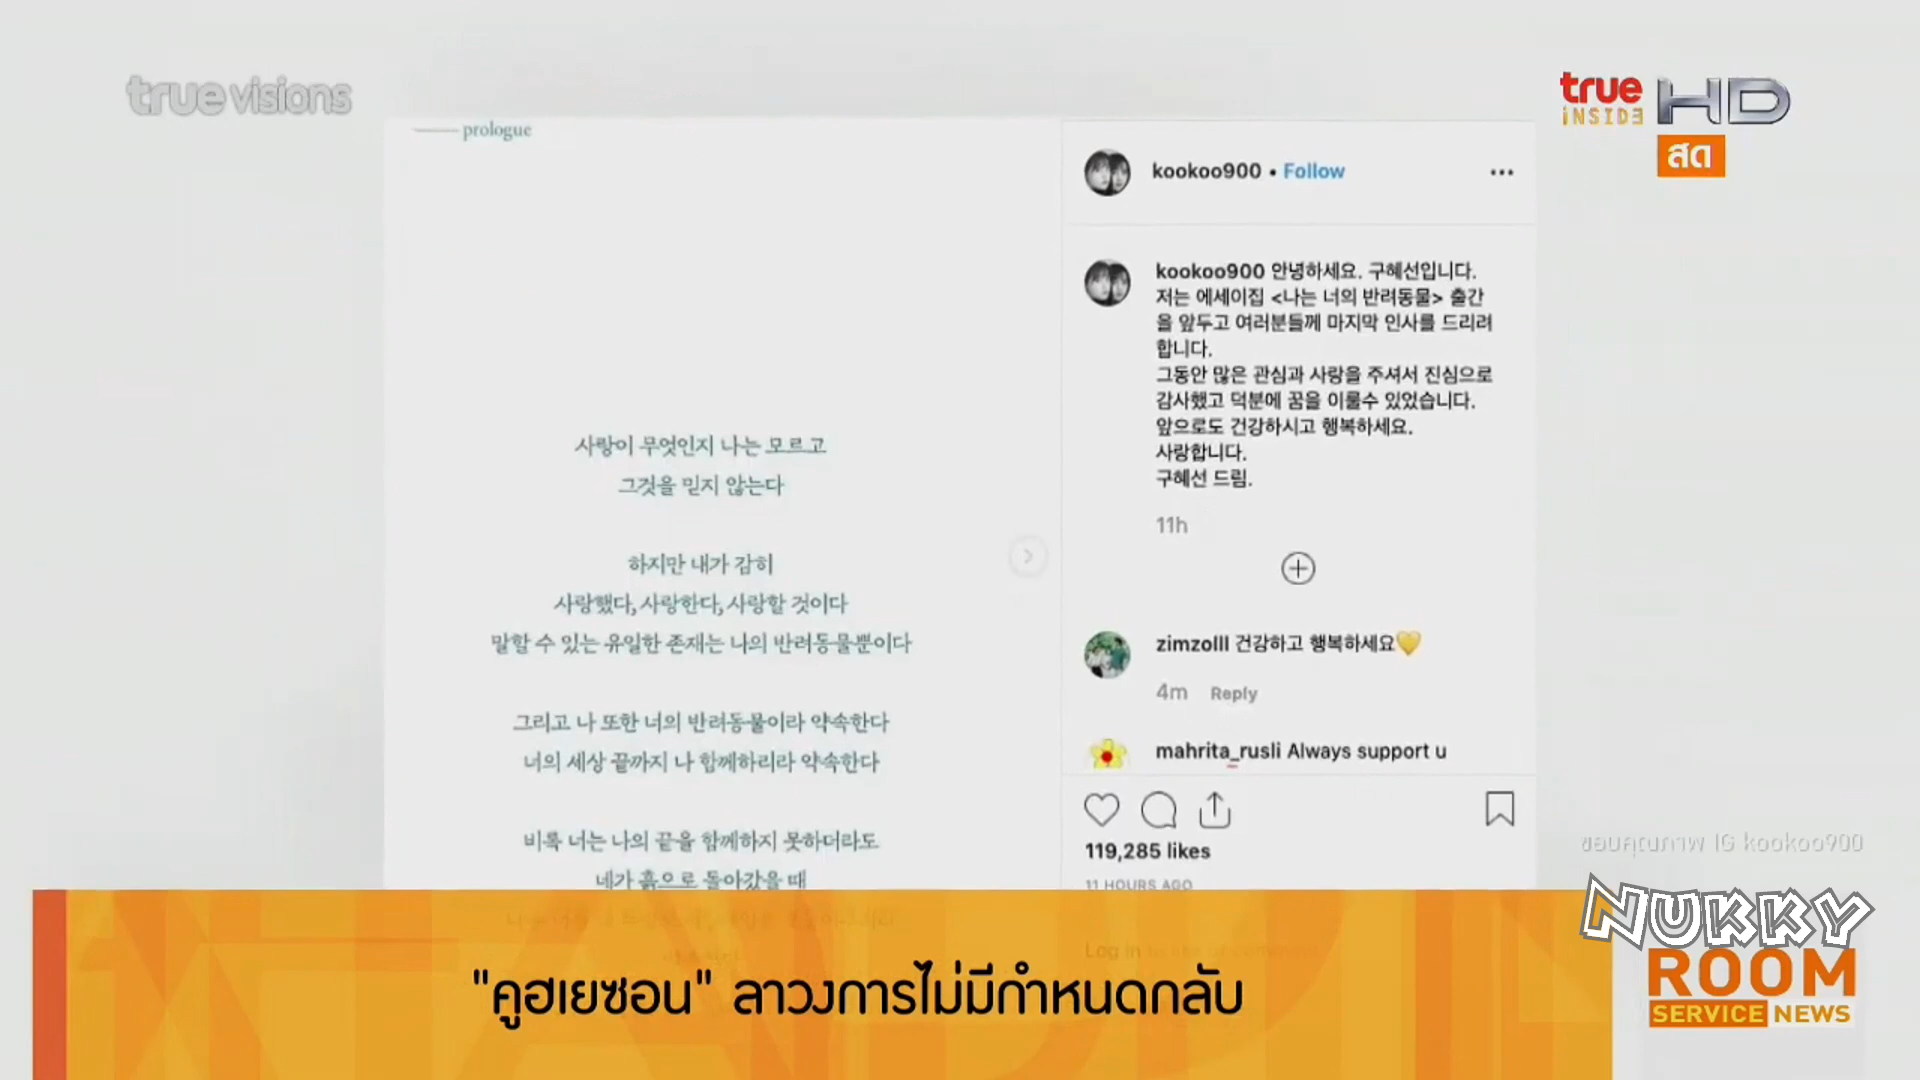 true visions
true
INSIDE
HD
สด
prologue
사랑이 무엇인지 나는 모르고
그것을 믿지 않는다
하지만 내가 감히
사랑했다, 사랑한다, 사랑할 것이다
말할 수 있는 유일한 존재는 나의 반려동물뿐이다
그리고 나 또한 너의 반려동물이라 약속한다
너의 세상 끝까지 나 함께하리라 약속한다
비록 너는 나의 끝을 함께하지 못하더라도
네가 흙으로 돌아갔을 때
kookoo900 • Follow
kookoo900 안녕하세요. 구혜선입니다.
저는 에세이집 <나는 너의 반려동물> 출간
을 앞두고 여러분들께 마지막 인사를 드리려
합니다.
그동안 많은 관심과 사랑을 주셔서 진심으로
감사했고 덕분에 꿈을 이룰수 있었습니다.
앞으로도 건강하시고 행복하세요.
사랑합니다.
구혜선 드림.
11h
zimzolll 건강하고 행복하세요💛
4m Reply
mahrita_rusli Always support u
119,285 likes
11 HOURS AGO
Log in
ขอบคุณภาพ IG kookoo900
"คูฮเยซอน" ลาวงการไม่มีกำหนดกลับ
NUKKY
ROOM
SERVICE NEWS